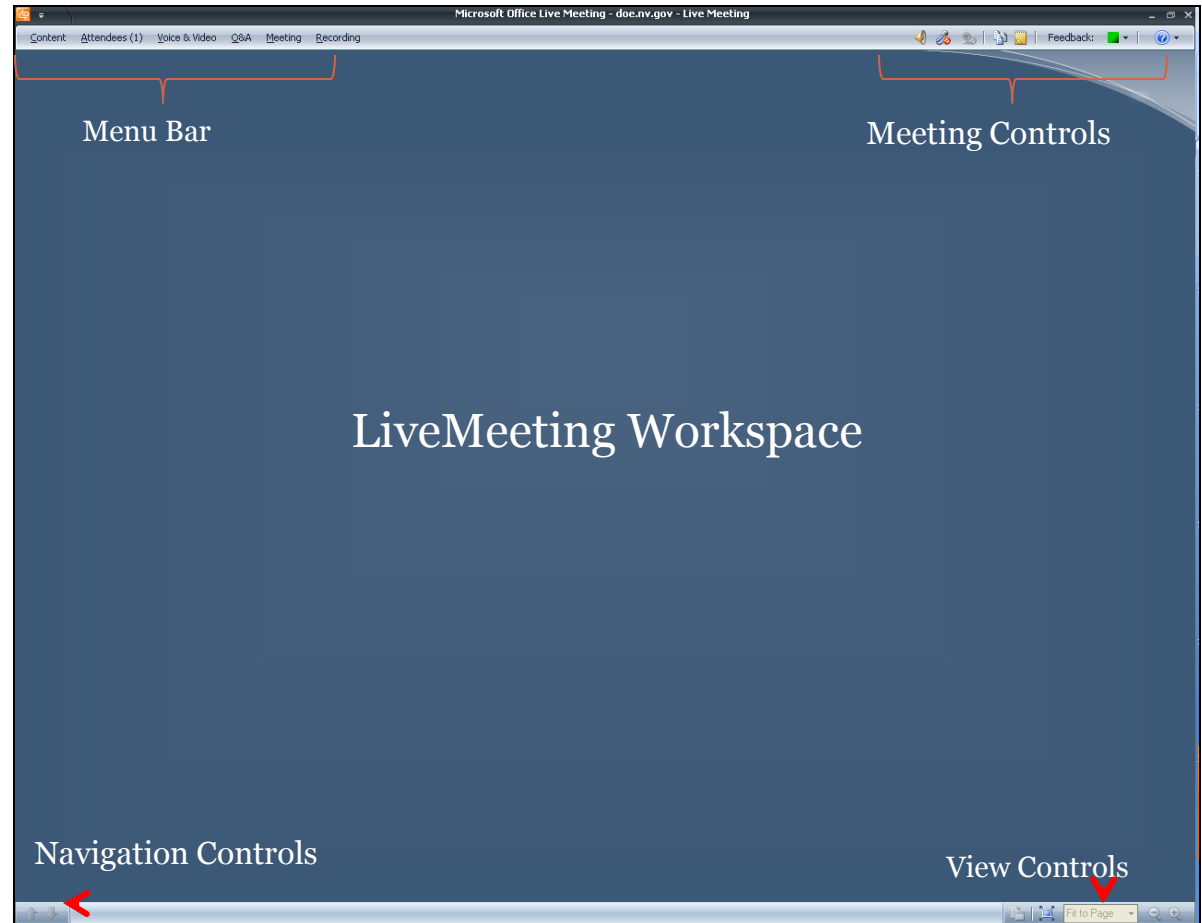 Microsoft Office Live Meeting - doe.nv.gov - Live Meeting
Content Attendees (1) Voice & Video Q&A Meeting Recording Feedback:
Menu Bar
Meeting Controls
LiveMeeting Workspace
Navigation Controls
View Controls
Fit to Page